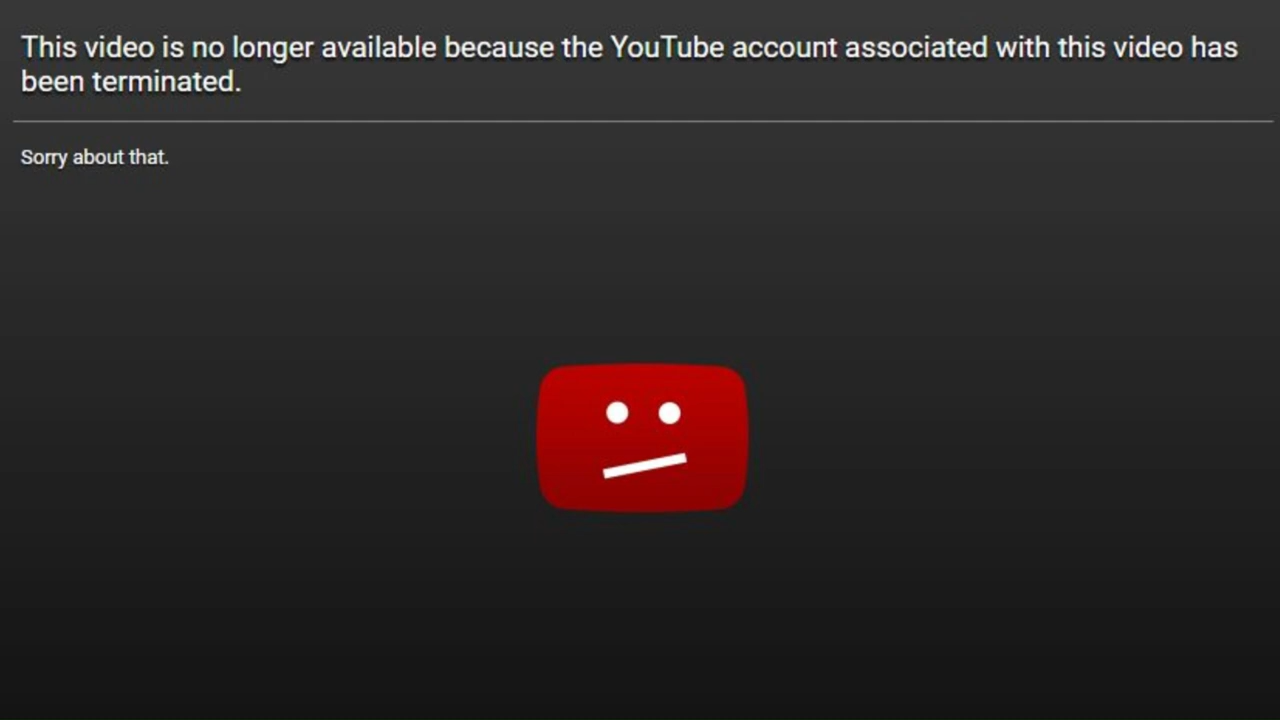 This video is no longer available because the YouTube account associated with this video has
been terminated.
Sorry about that.